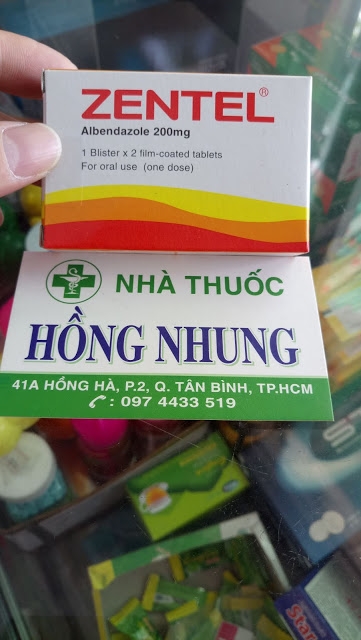 ZENTEL®
Albendazole 200mg
1 Blister x 2 film-coated tablets
For oral use (one dose)
NHÀ THUỐC
HỒNG NHUNG
41A HỒNG HÀ, P.2, Q. TÂN BÌNH, TP.HCM
: 097 4433 519